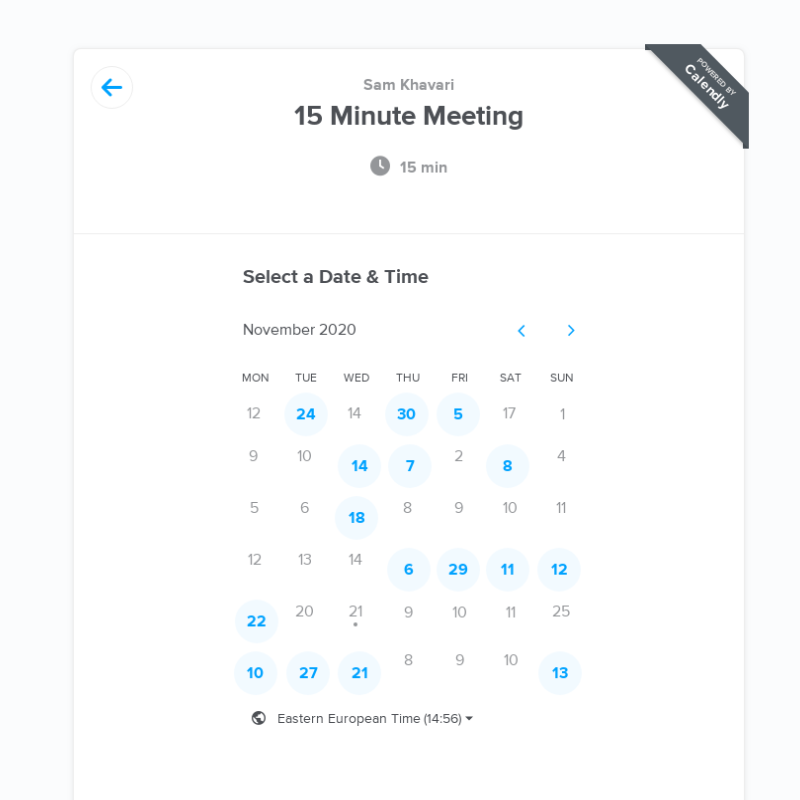 Sam Khavari
15 Minute Meeting
POWERED BY
Calendly
15 min
Select a Date & Time
November 2020
MON TUE WED THU FRI SAT SUN
12 24 14 30 5 17 1
9 10 14 7 2 8 4
5 6 18 8 9 10 11
12 13 14 6 29 11 12
22 20 21 9 10 11 25
10 27 21 8 9 10 13
Eastern European Time (14:56)